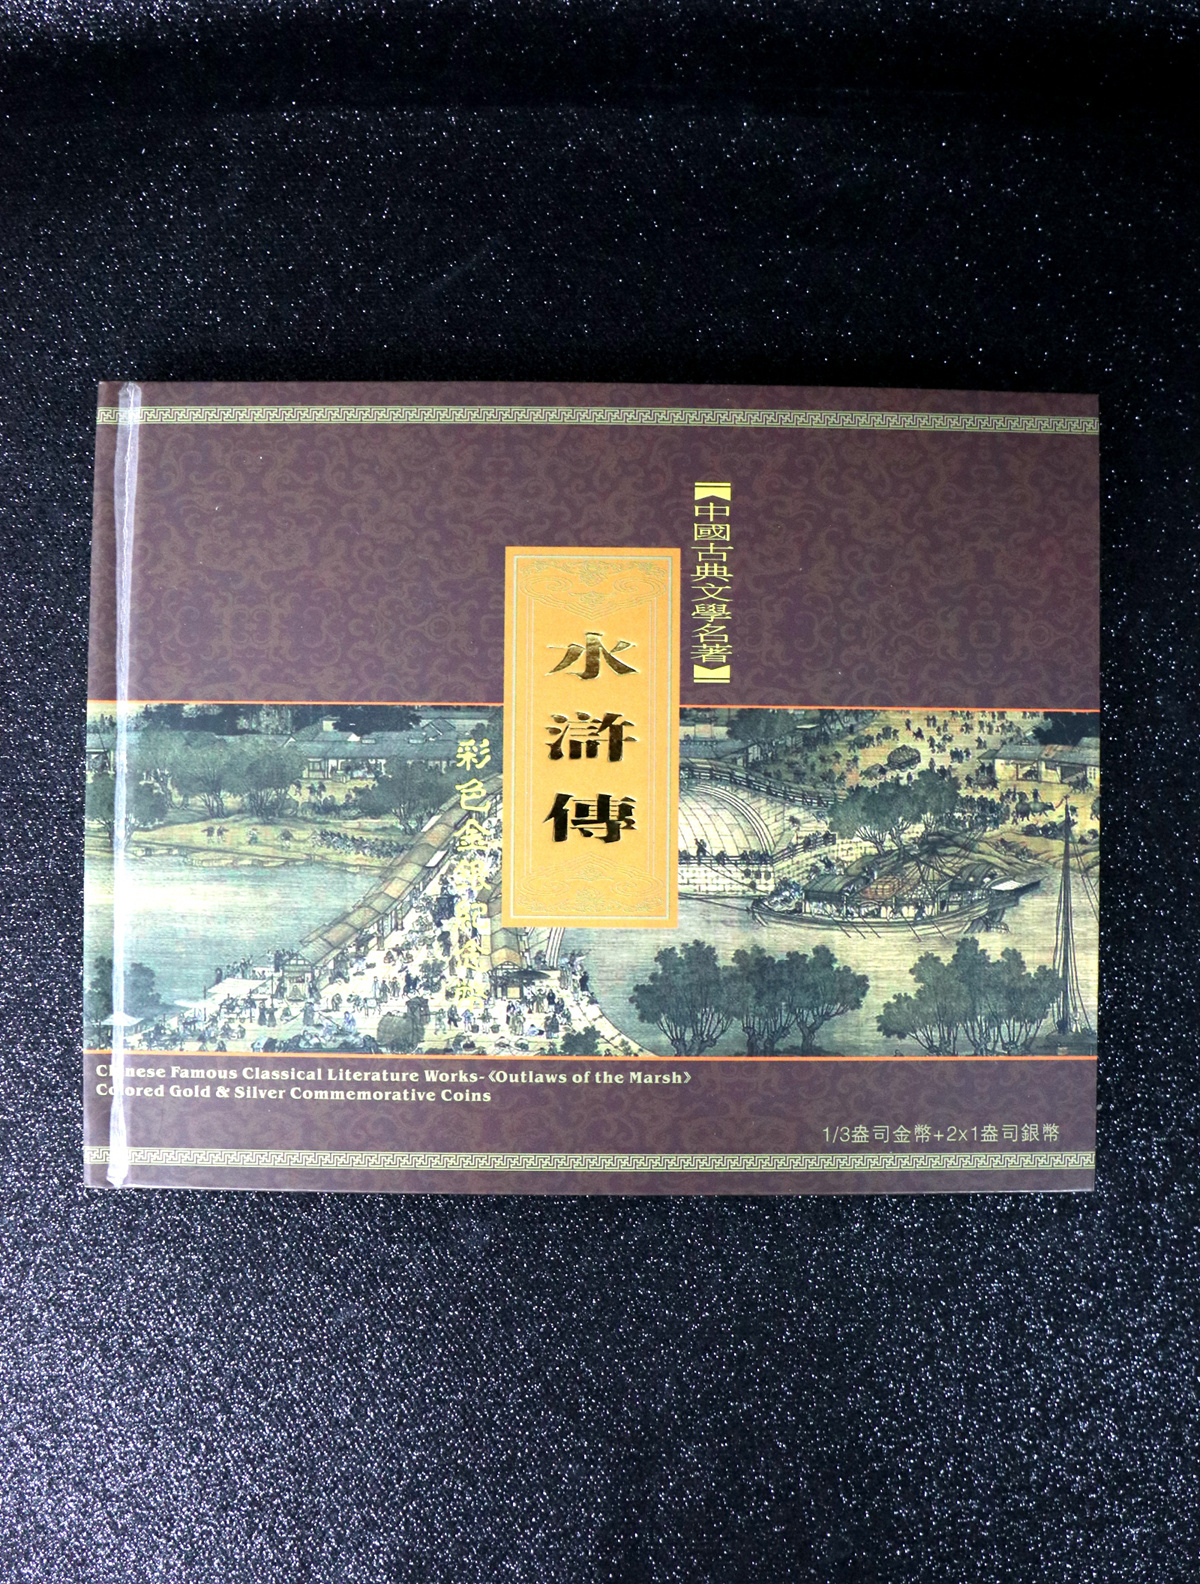 【中國古典文學名著】
水滸傳
彩色金銀紀念幣
Chinese Famous Classical Literature Works-《Outlaws of the Marsh》
Colored Gold & Silver Commemorative Coins
1/3盎司金幣+2x1盎司銀幣